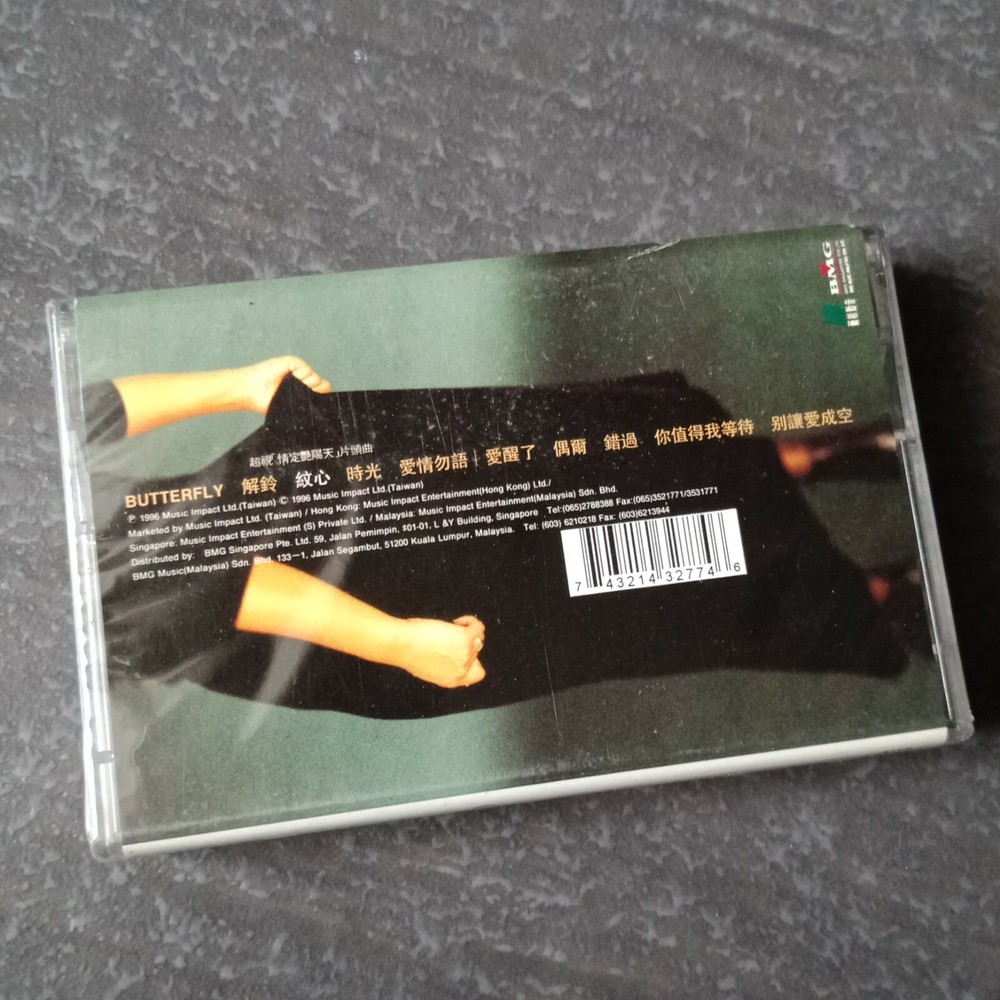 BMG
超視「情定艷陽天」片頭曲
BUTTERFLY 解鈴 紋心 時光 愛情勿語 愛醒了 偶爾 錯過 你值得我等待 別讓愛成空
℗ 1996 Music Impact Ltd.(Taiwan) © 1996 Music Impact Ltd.(Taiwan)
Marketed by Music Impact Ltd. (Taiwan) / Hong Kong: Music Impact Entertainment(Hong Kong) Ltd./
Singapore: Music Impact Entertainment (S) Private Ltd. / Malaysia: Music Impact Entertainment(Malaysia) Sdn. Bhd.
Distributed by: BMG Singapore Pte. Ltd. 59, Jalan Pemimpin, #01-01, L &Y Building, Singapore Tel:(065)2788388 Fax:(065)3521771/3531771
BMG Music(Malaysia) Sdn. Bhd. 133-1, Jalan Segambut, 51200 Kuala Lumpur, Malaysia. Tel: (603) 6210218 Fax: (603)6213944
7 43214 32774 6